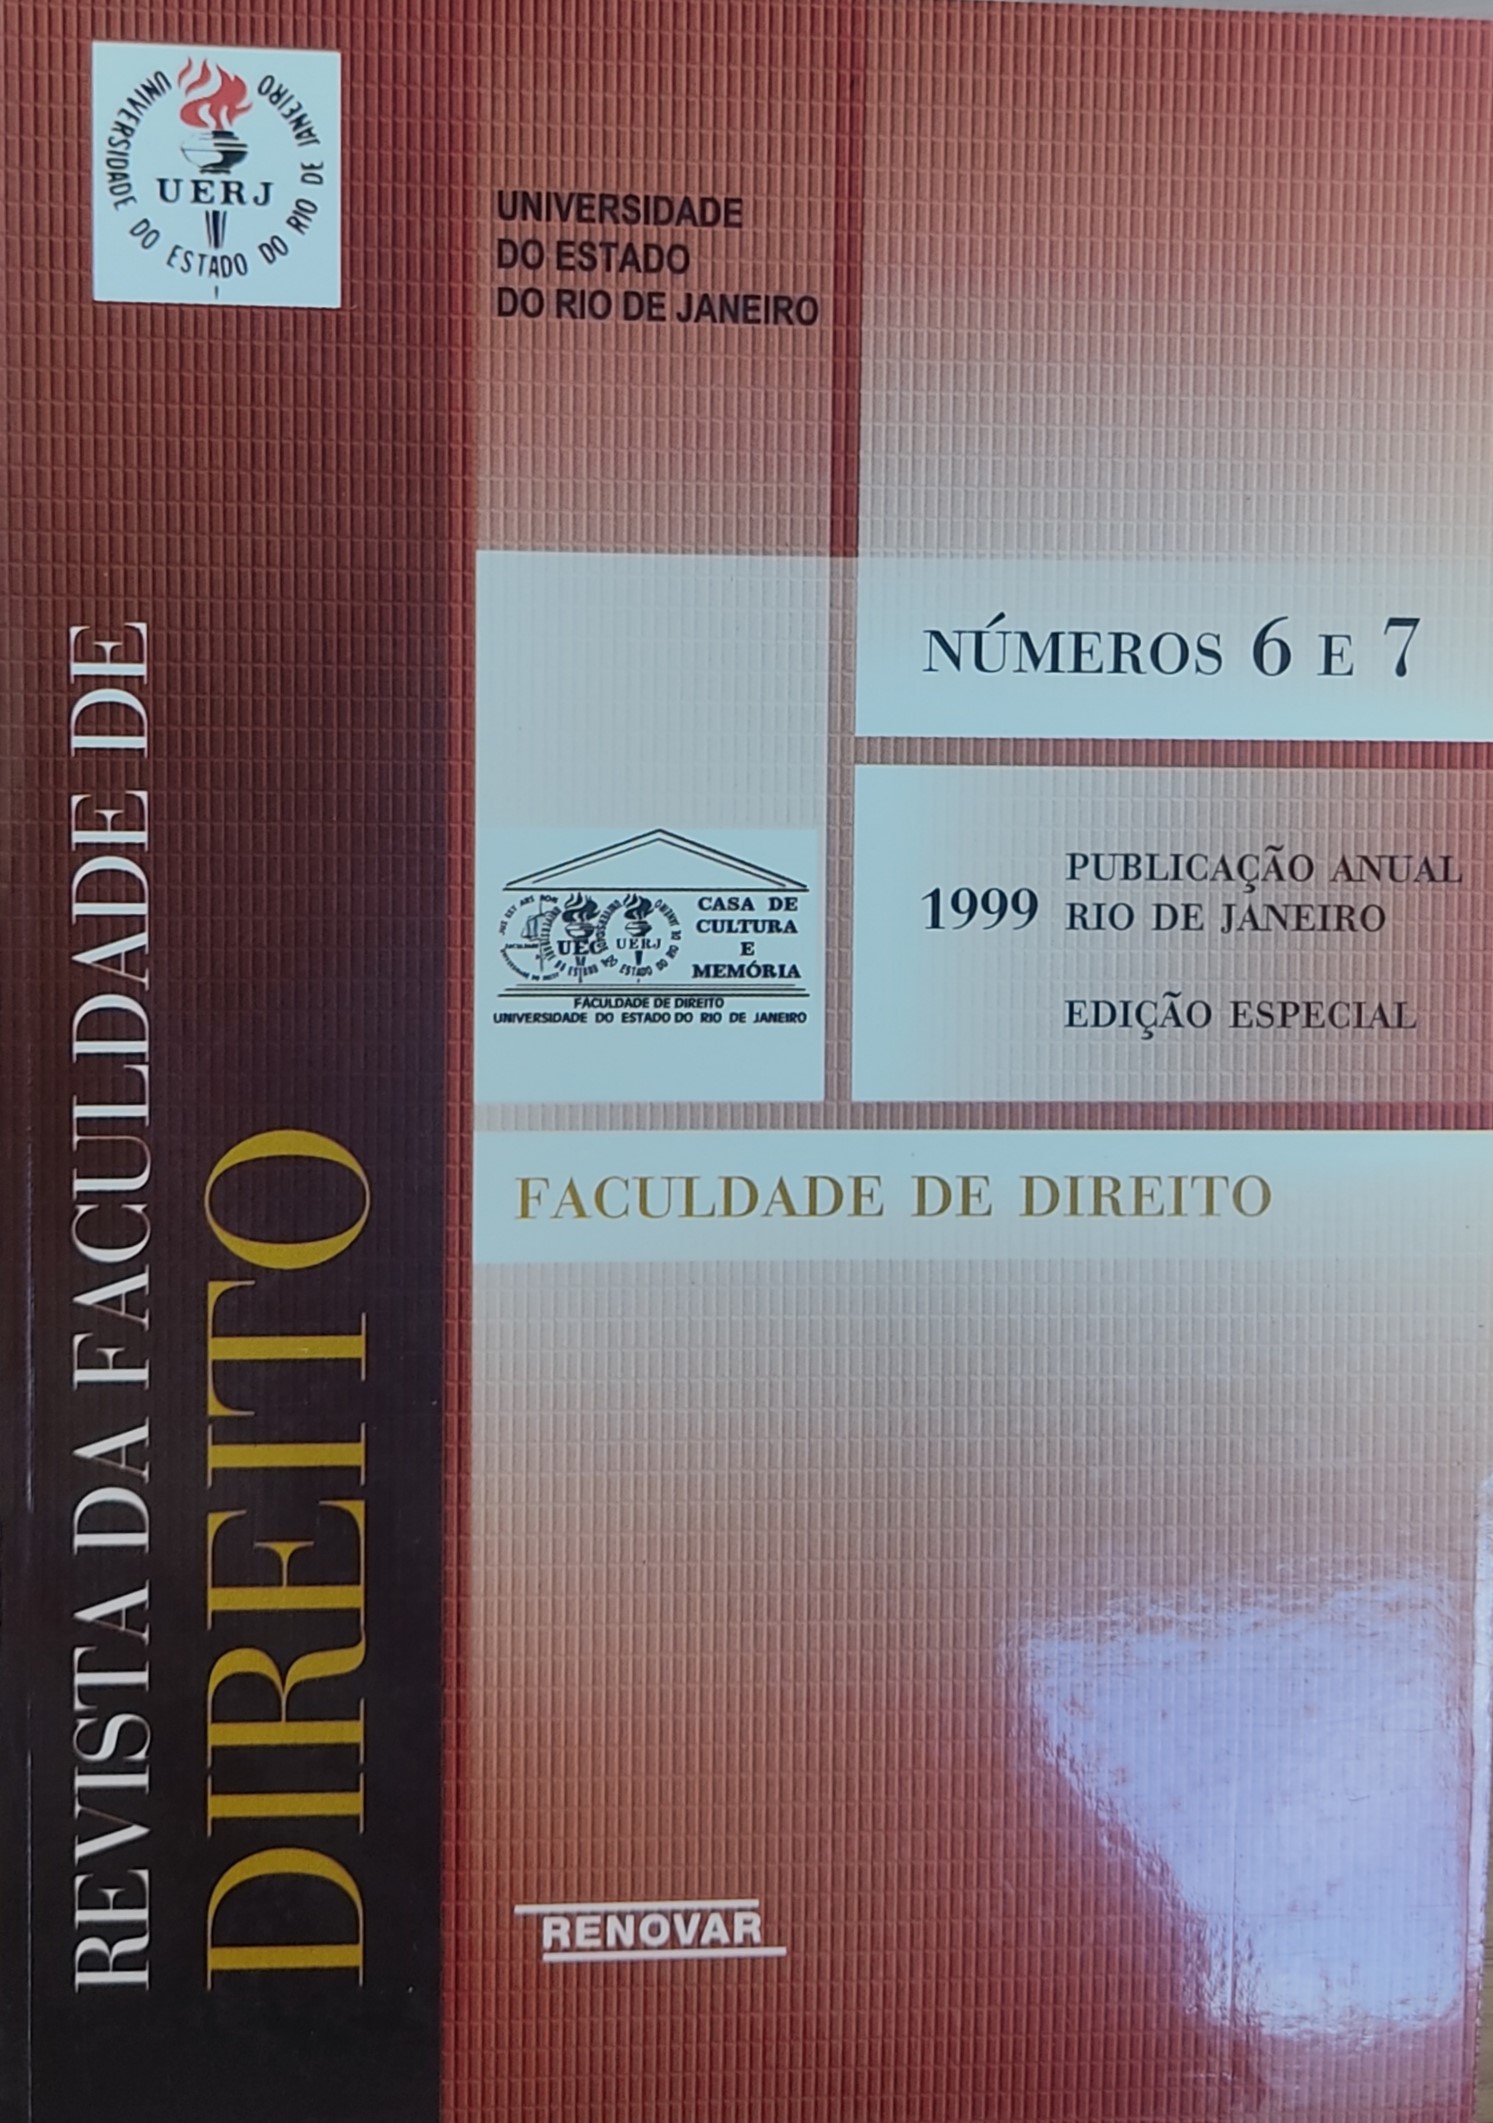 UNIVERSIDADE DO ESTADO DO RIO DE JANEIRO
UERJ
UNIVERSIDADE
DO ESTADO
DO RIO DE JANEIRO
REVISTA DA FACULDADE DE
DIREITO
NÚMEROS 6 E 7
1999
PUBLICAÇÃO ANUAL
RIO DE JANEIRO
EDIÇÃO ESPECIAL
CASA DE
CULTURA
E
MEMÓRIA
UEG
UERJ
FACULDADE DE DIREITO
UNIVERSIDADE DO ESTADO DO RIO DE JANEIRO
FACULDADE DE DIREITO
RENOVAR